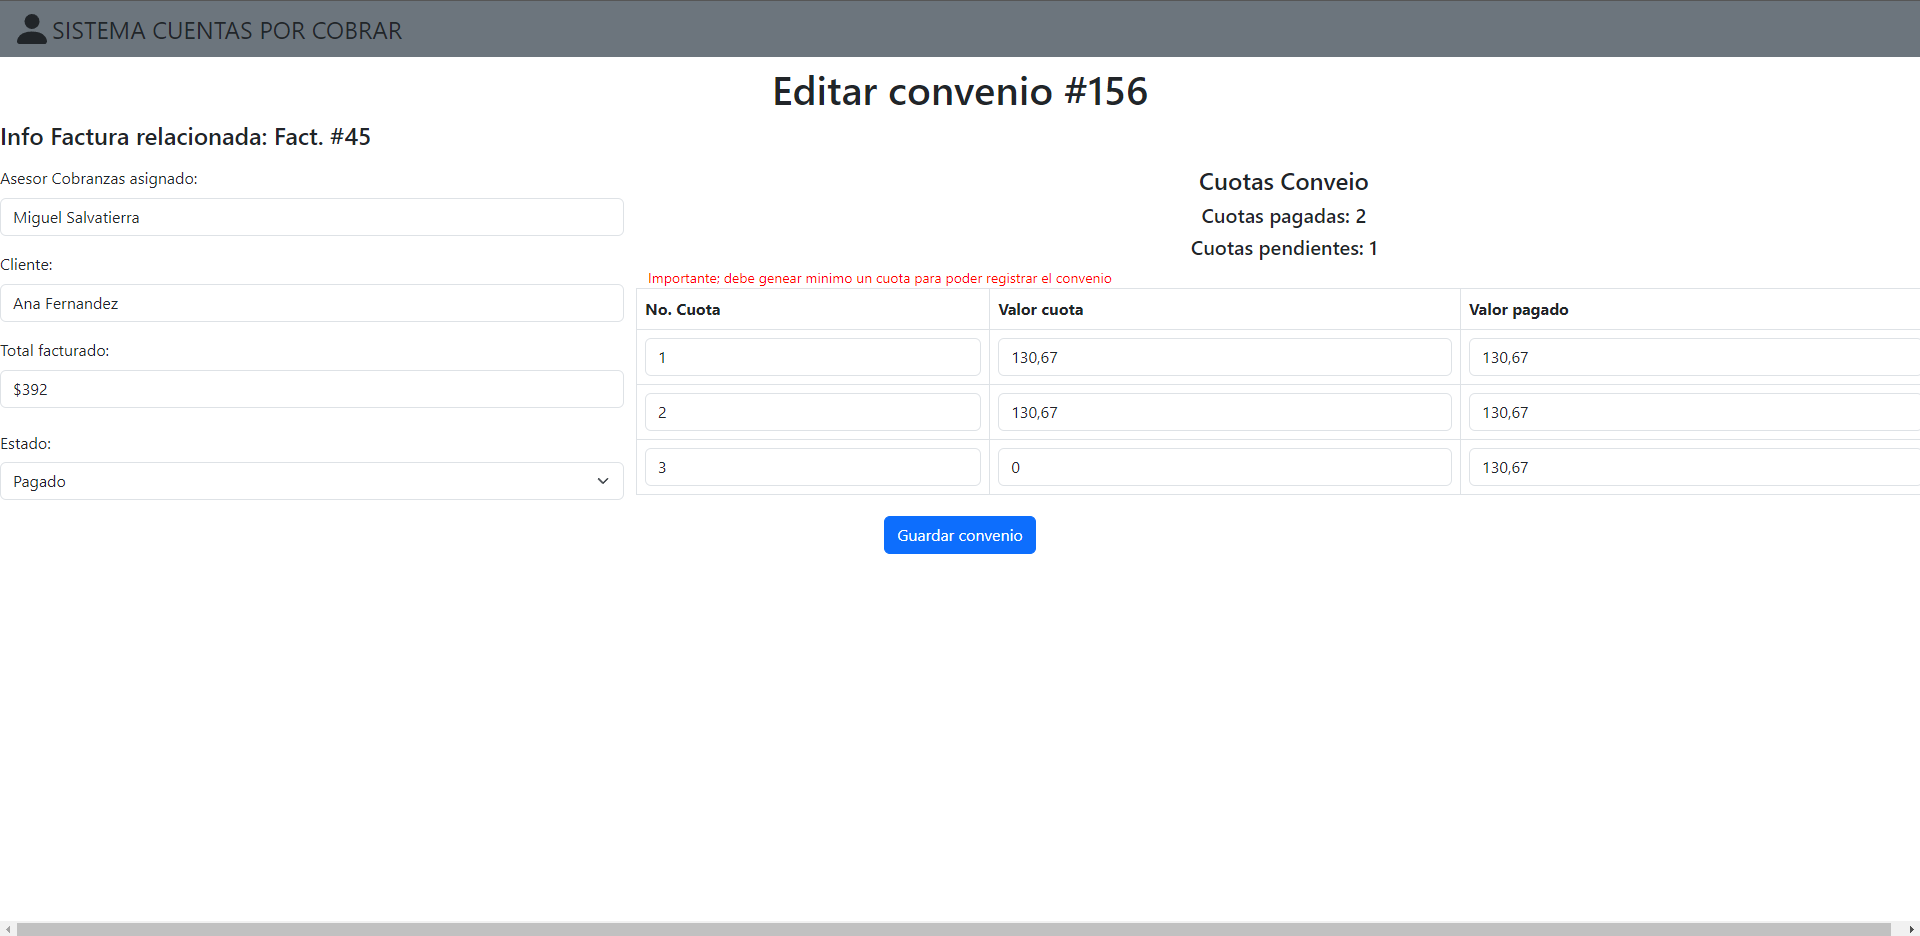 SISTEMA CUENTAS POR COBRAR
Editar convenio #156
Info Factura relacionada: Fact. #45
Asesor Cobranzas asignado:
Miguel Salvatierra
Cliente:
Ana Fernandez
Total facturado:
$392
Estado:
Pagado
Cuotas Conveio
Cuotas pagadas: 2
Cuotas pendientes: 1
Importante; debe genear minimo un cuota para poder registrar el convenio
No. Cuota Valor cuota Valor pagado
1 130,67 130,67
2 130,67 130,67
3 0 130,67
Guardar convenio